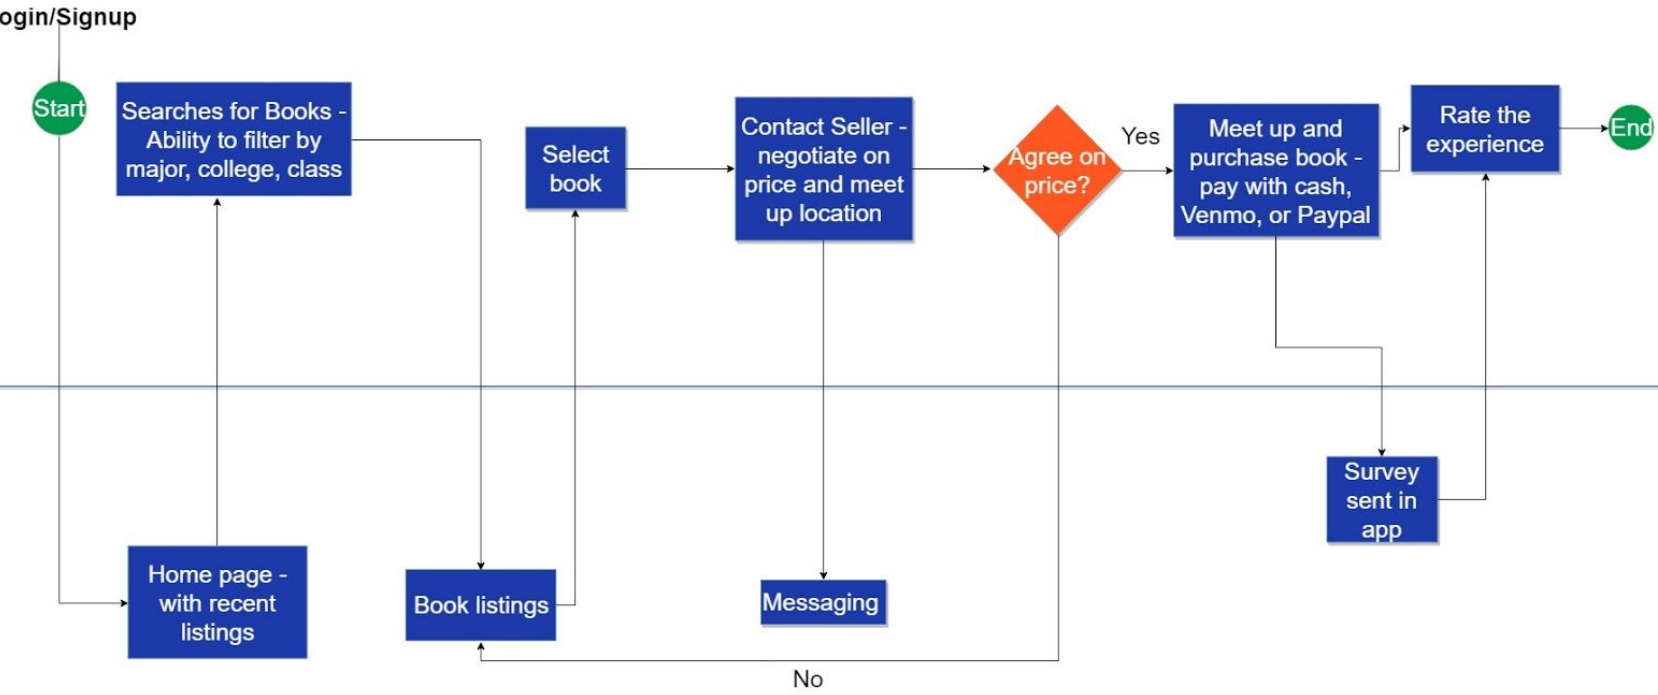 ogin/Signup
Start
Searches for Books -
Ability to filter by
major, college, class
Select
book
Contact Seller -
negotiate on
price and meet
up location
Agree on
price?
Yes
Meet up and
purchase book -
pay with cash,
Venmo, or Paypal
Rate the
experience
End
Survey
sent in
app
Home page -
with recent
listings
Book listings
Messaging
No